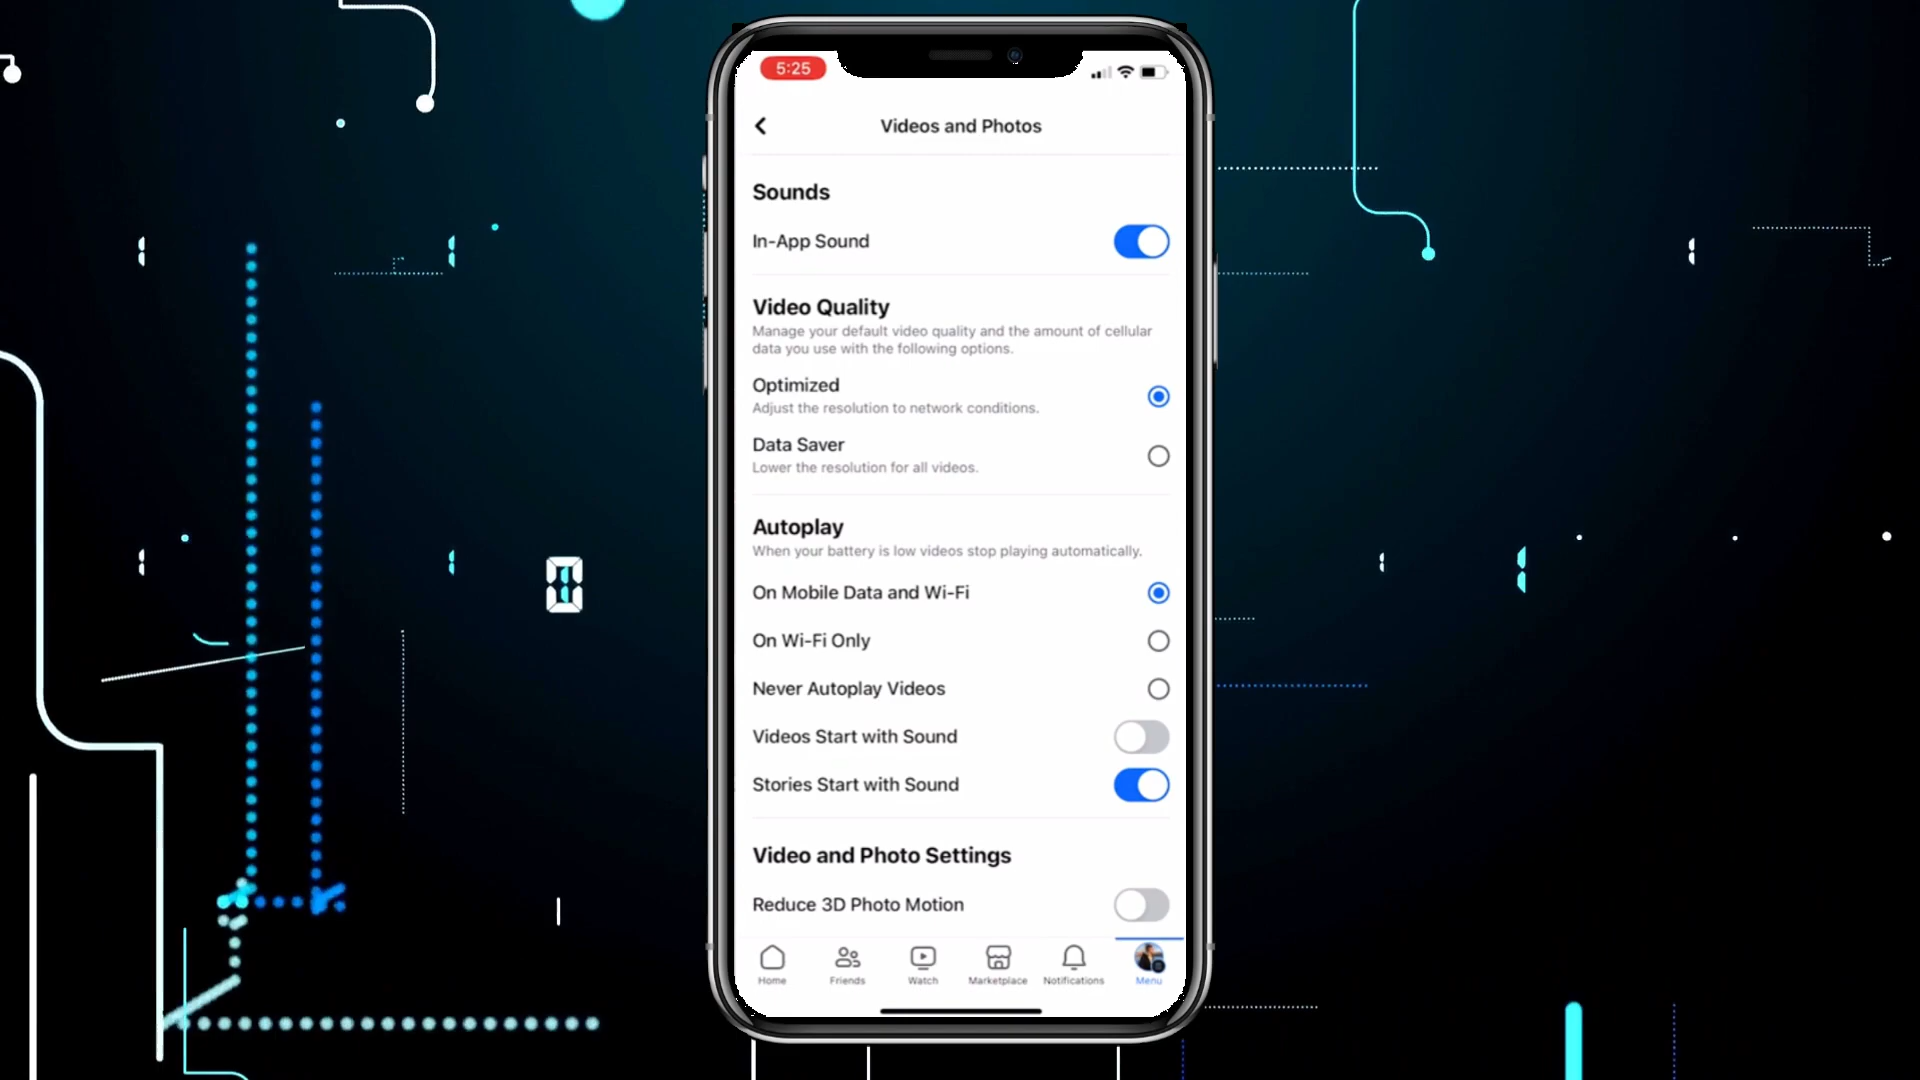 5:25
Videos and Photos
Sounds
In-App Sound
Video Quality
Manage your default video quality and the amount of cellular
data you use with the following options.
Optimized
Adjust the resolution to network conditions.
Data Saver
Lower the resolution for all videos.
Autoplay
When your battery is low videos stop playing automatically.
On Mobile Data and Wi-Fi
On Wi-Fi Only
Never Autoplay Videos
Videos Start with Sound
Stories Start with Sound
Video and Photo Settings
Reduce 3D Photo Motion
Home
Friends
Watch
Marketplace
Notifications
Menu